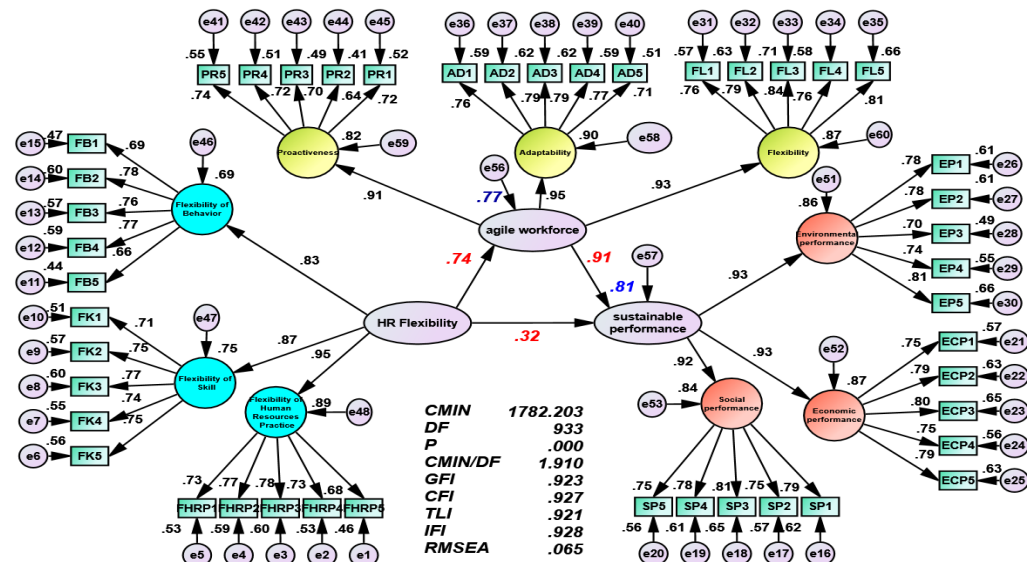 e41 e42 e43 e44 e45
e36 e37 e38 e39 e40
e31 e32 e33 e34 e35
.55 .51 .49 .41 .52
.59 .62 .62 .59 .51
.57 .63 .71 .58 .66
PR5 PR4 PR3 PR2 PR1
AD1 AD2 AD3 AD4 AD5
FL1 FL2 FL3 FL4 FL5
.74 .72 .70 .64 .72
.76 .79 .79 .77 .71
.76 .79 .84 .76 .81
Proactiveness .82 e59
Adaptability .90 e58
Flexibility .87 e60
.91 .95 .93
e56
.77
agile workforce
e15 .47 FB1 .69
e14 .60 FB2 .78
e13 .57 FB3 .76
e12 .59 FB4 .77
e11 .44 FB5 .66
e46
.69
Flexibility of
Behavior
.83
e10 .51 FK1 .71
e9 .57 FK2 .75
e8 .60 FK3 .77
e7 .55 FK4 .74
e6 .56 FK5 .75
e47
.75
Flexibility of
Skill
.87
.95
HR Flexibility
.74
.91
.32
e57
.81
sustainable
performance
.93
.92
.93
e51
.86
Environmental
performance
.78 EP1 .61 e26
.78 EP2 .61 e27
.70 EP3 .49 e28
.74 EP4 .55 e29
.81 EP5 .66 e30
e52
.87
Economic
performance
.75 ECP1 .57 e21
.79 ECP2 .63 e22
.80 ECP3 .65 e23
.75 ECP4 .56 e24
.79 ECP5 .63 e25
Flexibility of
Human
Resources
Practice
.89 e48
.73 .77 .78 .73 .68
FHRP1 FHRP2 FHRP3 FHRP4 FHRP5
.53 .59 .60 .53 .46
e5 e4 e3 e2 e1
CMIN 1782.203
DF 933
P .000
CMIN/DF 1.910
GFI .923
CFI .927
TLI .921
IFI .928
RMSEA .065
e53 .84
Social
performance
.75 .78 .81 .75 .79
SP5 SP4 SP3 SP2 SP1
.56 .61 .65 .57 .62
e20 e19 e18 e17 e16